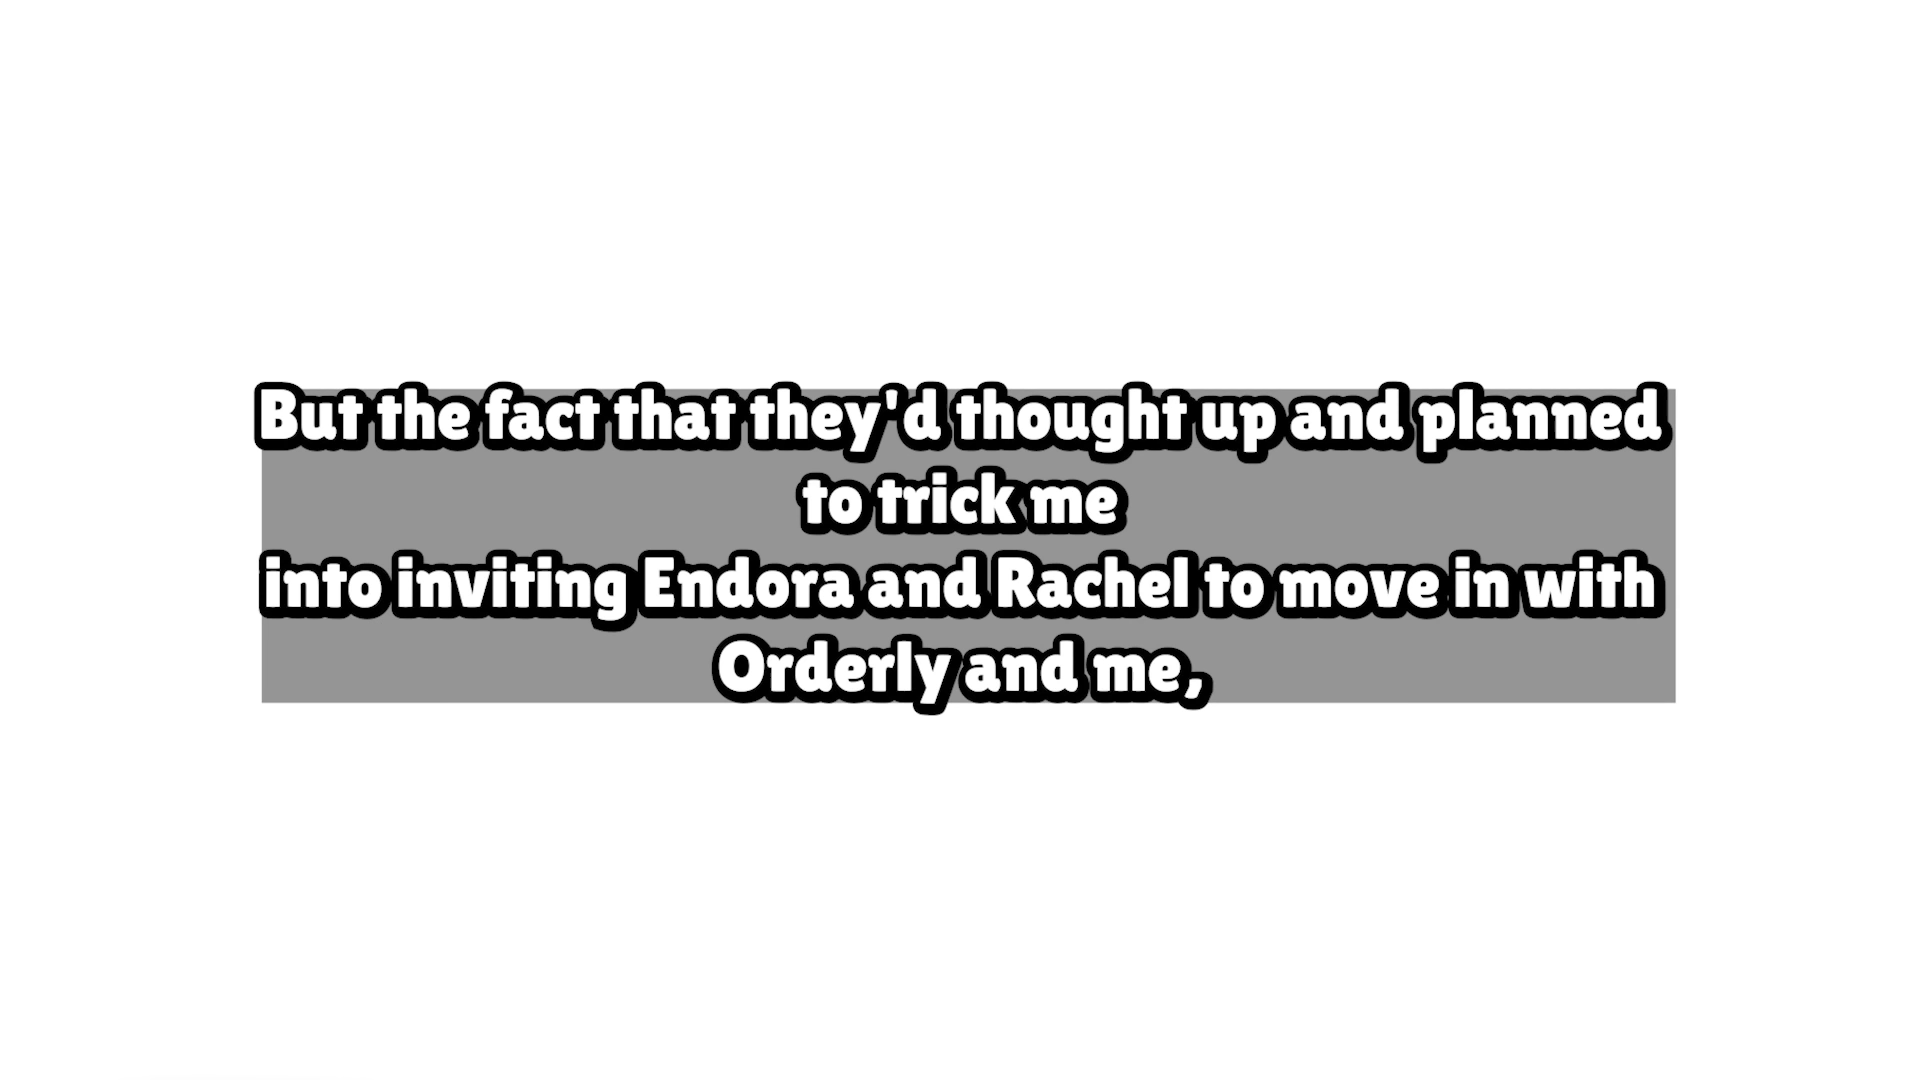 But the fact that they'd thought up and planned
to trick me
into inviting Endora and Rachel to move in with
Orderly and me,